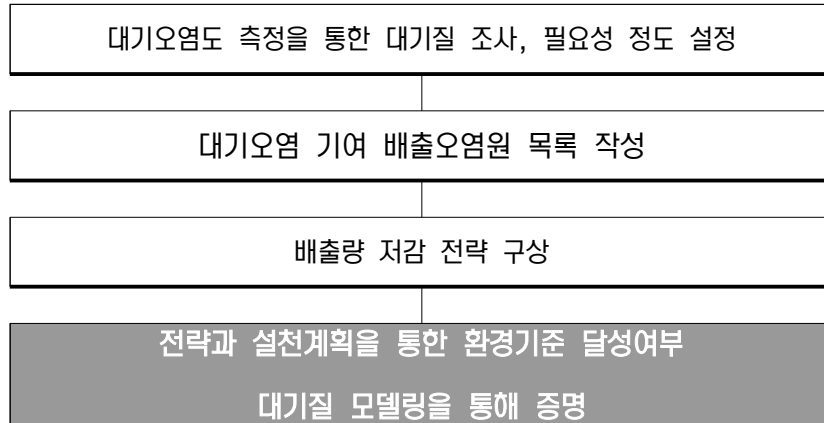 대기오염도 측정을 통한 대기질 조사, 필요성 정도 설정
대기오염 기여 배출오염원 목록 작성
배출량 저감 전략 구상
전략과 실천계획을 통한 환경기준 달성여부
대기질 모델링을 통해 증명